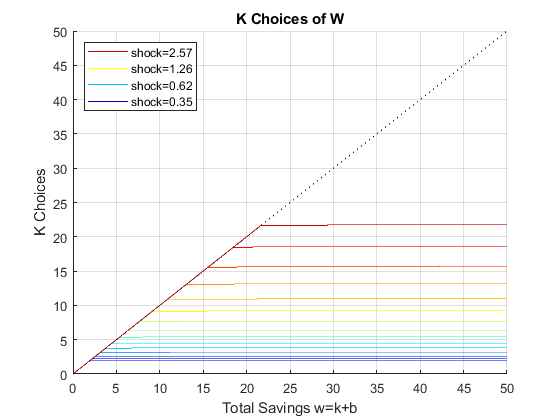 K Choices of W
50
45
40
35
30
25
20
15
10
5
0
K Choices
shock=2.57
shock=1.26
shock=0.62
shock=0.35
0 5 10 15 20 25 30 35 40 45 50
Total Savings w=k+b